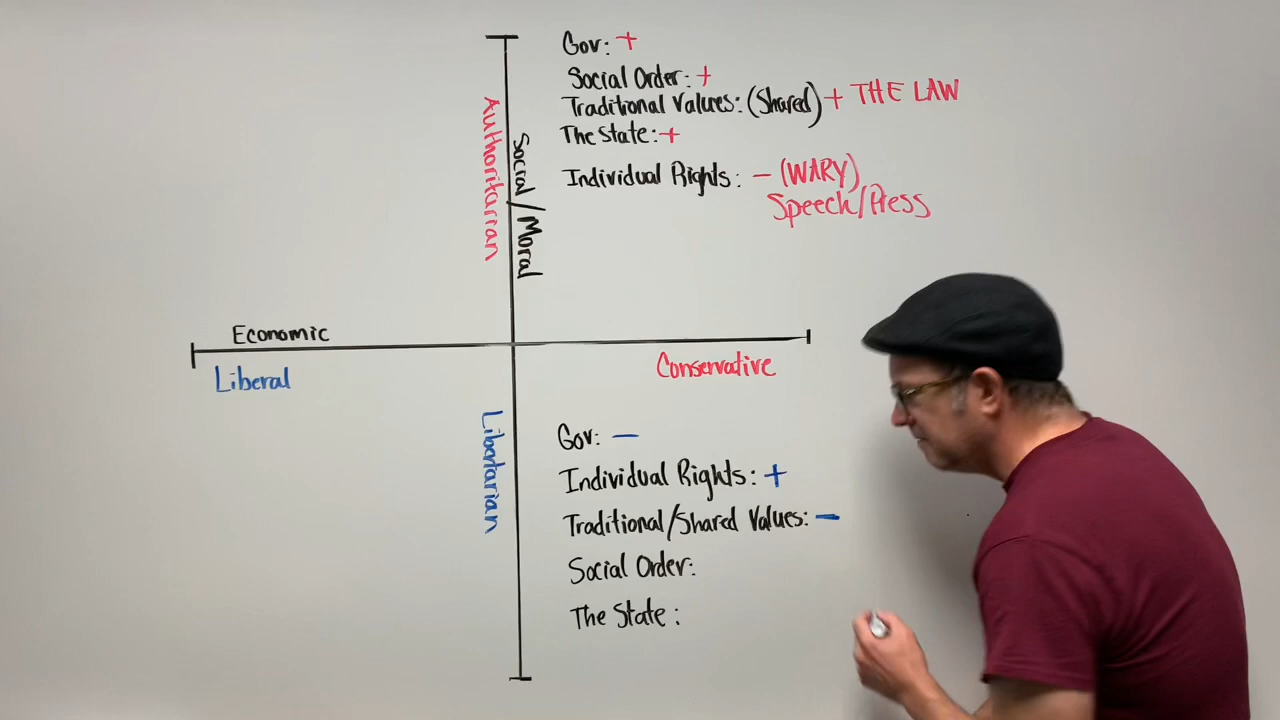 Gov: +
Social Order: +
Traditional Values: (Shared) + THE LAW
The State: +
Individual Rights: - (WARY)
Speech/Press
Authoritarian
Social/Moral
Economic
Liberal
Conservative
Libertarian
Gov: -
Individual Rights: +
Traditional/Shared Values: -
Social Order:
The State: